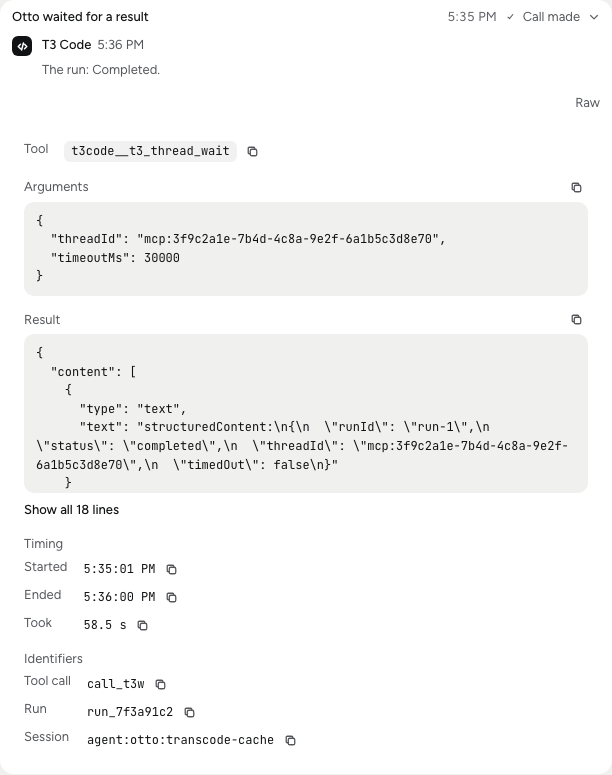 Otto waited for a result 5:35 PM ✓ Call made
T3 Code 5:36 PM
The run: Completed.
Raw
Tool t3code__t3_thread_wait
Arguments
{
"threadId": "mcp:3f9c2a1e-7b4d-4c8a-9e2f-6a1b5c3d8e70",
"timeoutMs": 30000
}
Result
{
"content": [
{
"type": "text",
"text": "structuredContent:\n{\n  \"runId\": \"run-1\",\n
\"status\": \"completed\",\n  \"threadId\": \"mcp:3f9c2a1e-7b4d-4c8a-9e2f-
6a1b5c3d8e70\",\n  \"timedOut\": false\n}"
}
Show all 18 lines
Timing
Started 5:35:01 PM
Ended 5:36:00 PM
Took 58.5 s
Identifiers
Tool call call_t3w
Run run_7f3a91c2
Session agent:otto:transcode-cache